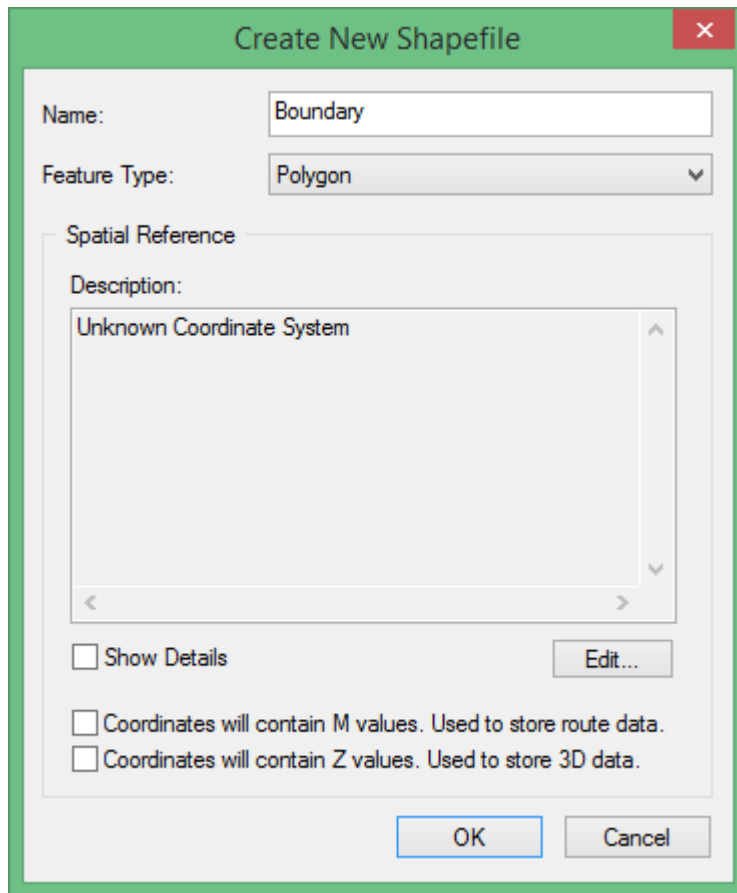 Create New Shapefile
Name:
Boundary
Feature Type:
Polygon
Spatial Reference
Description:
Unknown Coordinate System
Show Details
Edit...
Coordinates will contain M values. Used to store route data.
Coordinates will contain Z values. Used to store 3D data.
OK
Cancel